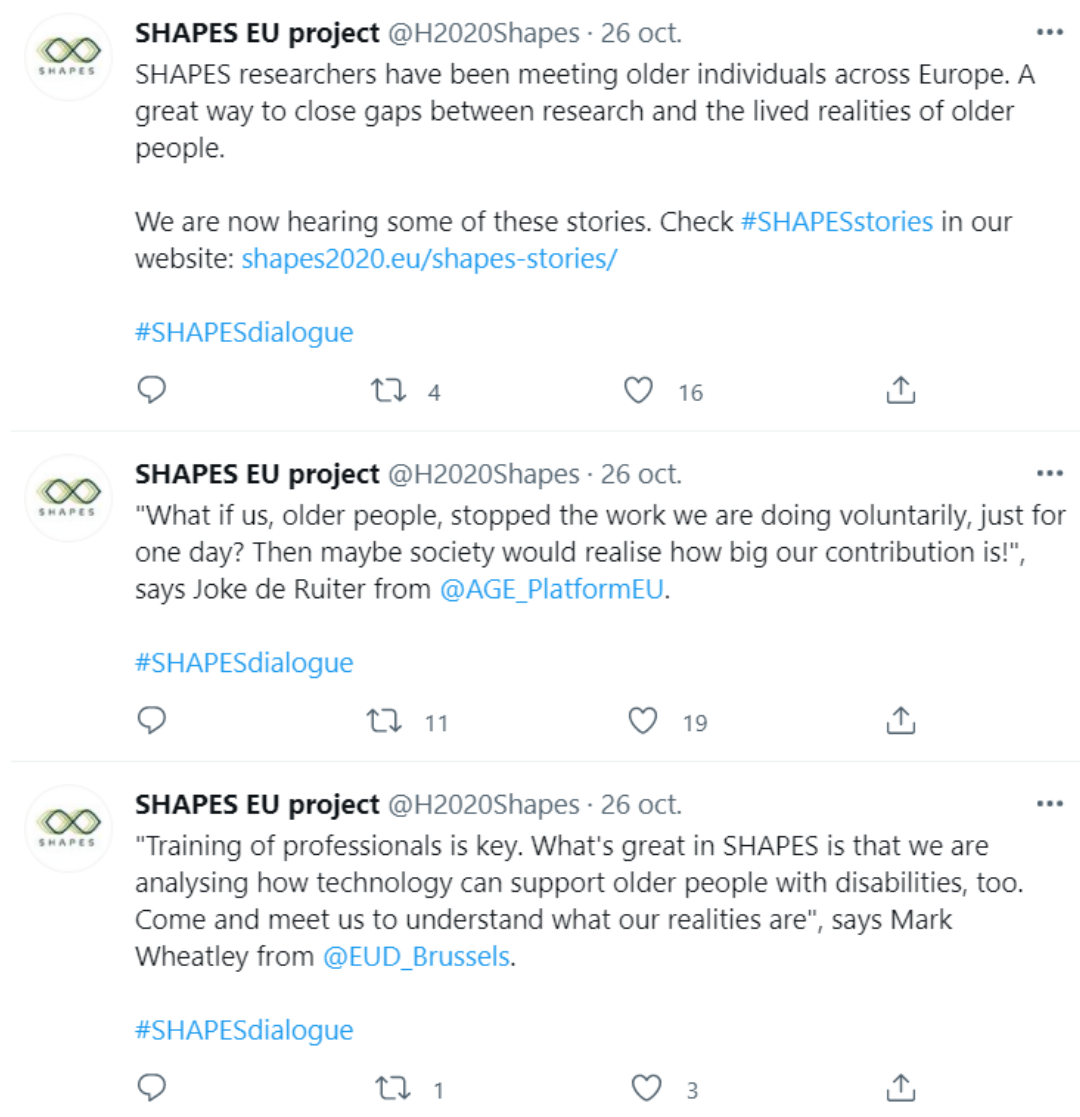 SHAPES EU project @H2020Shapes · 26 oct.
SHAPES
SHAPES researchers have been meeting older individuals across Europe. A
great way to close gaps between research and the lived realities of older
people.
We are now hearing some of these stories. Check #SHAPESstories in our
website: shapes2020.eu/shapes-stories/
#SHAPESdialogue
4
16
SHAPES EU project @H2020Shapes · 26 oct.
SHAPES
"What if us, older people, stopped the work we are doing voluntarily, just for
one day? Then maybe society would realise how big our contribution is!",
says Joke de Ruiter from @AGE_PlatformEU.
#SHAPESdialogue
11
19
SHAPES EU project @H2020Shapes · 26 oct.
SHAPES
"Training of professionals is key. What's great in SHAPES is that we are
analysing how technology can support older people with disabilities, too.
Come and meet us to understand what our realities are", says Mark
Wheatley from @EUD_Brussels.
#SHAPESdialogue
1
3